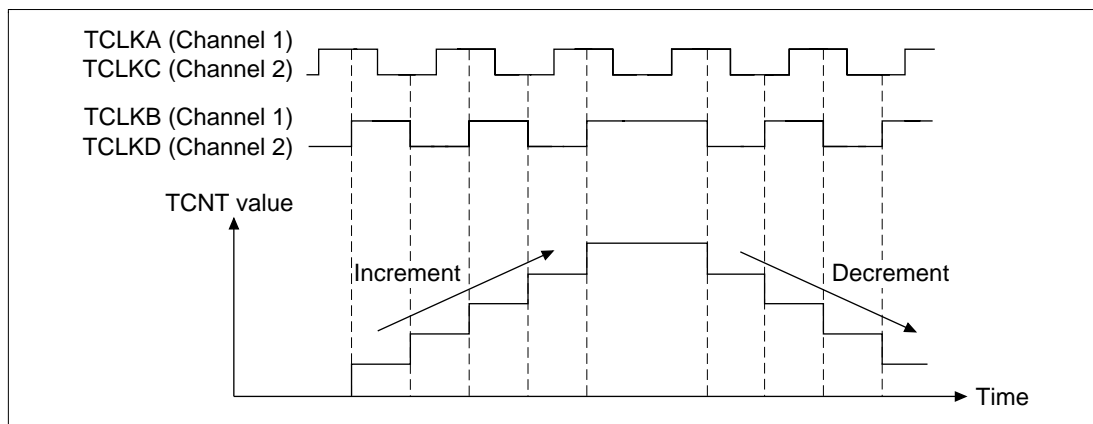 TCLKA (Channel 1)
TCLKC (Channel 2)
TCLKB (Channel 1)
TCLKD (Channel 2)
TCNT value
Increment
Decrement
Time